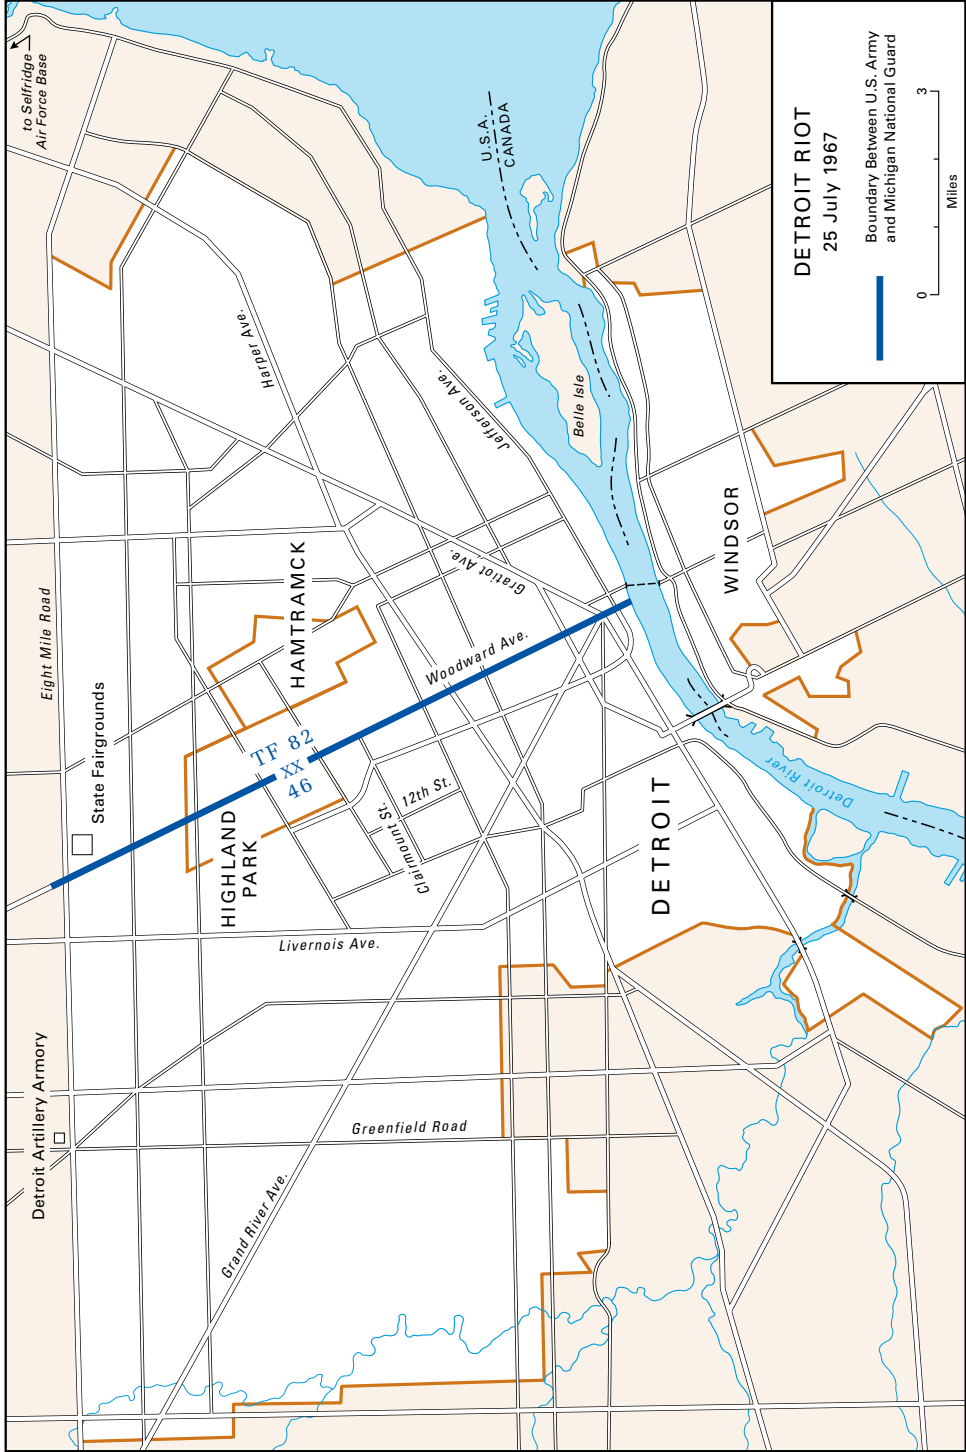 to Selfridge
Air Force Base
U.S.A.
CANADA
DETROIT RIOT
25 July 1967
Boundary Between U.S. Army
and Michigan National Guard
0
3
Miles
Harper Ave.
Jefferson Ave.
Belle Isle
Eight Mile Road
HAMTRAMCK
Gratiot Ave.
WINDSOR
Woodward Ave.
State Fairgrounds
TF 82
XX
46
HIGHLAND
PARK
12th St.
Clairmount St.
DETROIT
Detroit River
Livernois Ave.
Detroit Artillery Armory
Greenfield Road
Grand River Ave.